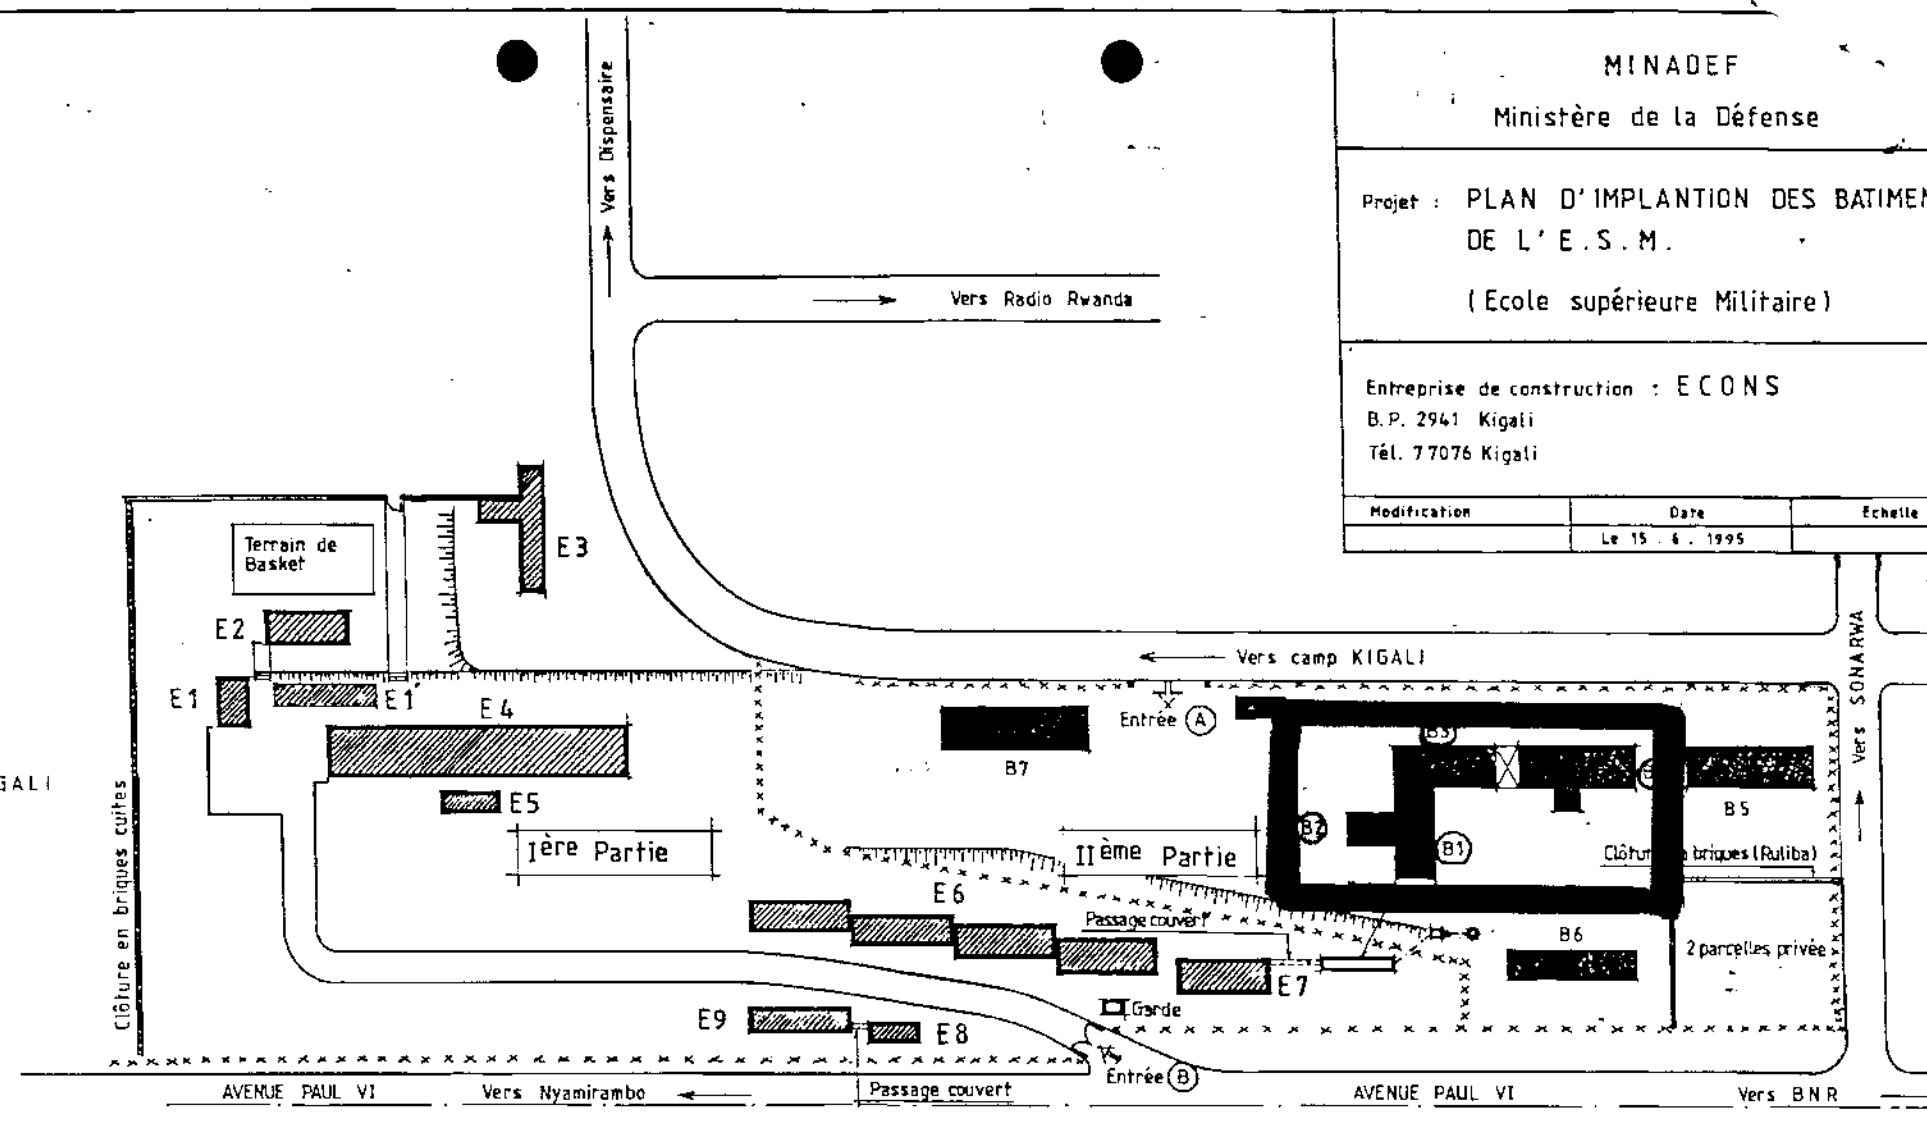 MINADEF
Ministère de la Défense
Projet : PLAN D'IMPLANTION DES BATIMEN
DE L'E.S.M.
(Ecole supérieure Militaire)
Entreprise de construction : ECONS
B.P. 2941 Kigali
Tél. 77076 Kigali
Modification Date Echelle
Le 15 . 6 . 1995
Vers Dispensaire
Vers Radio Rwanda
Vers camp KIGALI
Vers SONARWA
Terrain de
Basket
E3
E2
E1
E1'
E4
E5
Entrée A
B7
B3
B5
B2
B1
Ière Partie
IIème Partie
briques (Ruliba)
GALI
Clôture en briques cuites
E6
Passage couvert
B6
2 parcelles privée
E7
Garde
E9
E8
Entrée B
AVENUE PAUL VI
Vers Nyamirambo
Passage couvert
AVENUE PAUL VI
Vers BNR